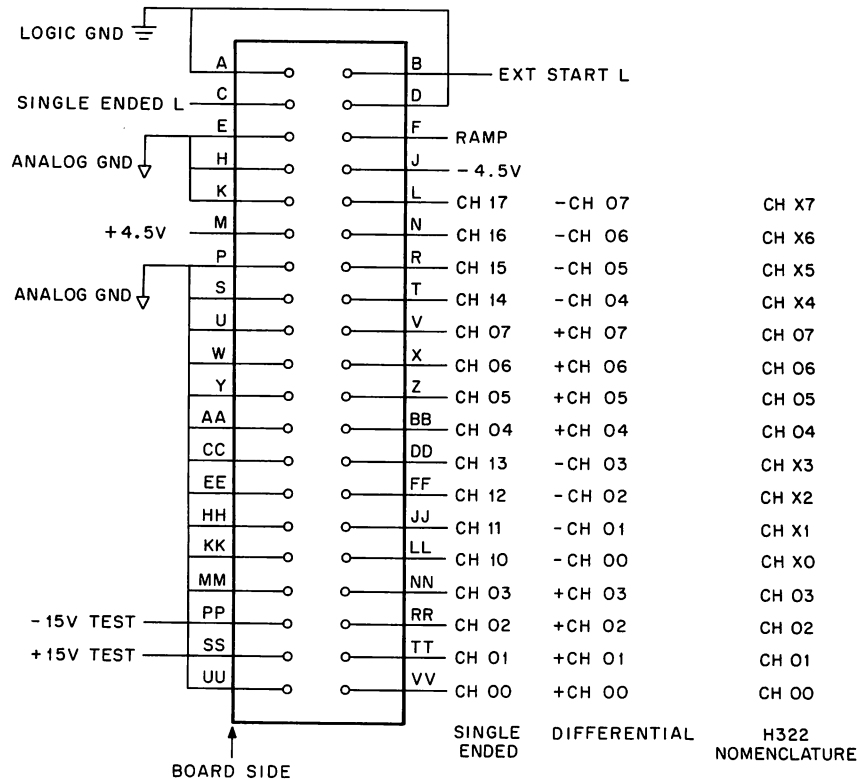 LOGIC GND
A B EXT START L
SINGLE ENDED L C D
E F RAMP
ANALOG GND H J - 4.5V
K L CH 17 -CH 07 CH X7
+4.5V M N CH 16 -CH 06 CH X6
P R CH 15 -CH 05 CH X5
ANALOG GND S T CH 14 -CH 04 CH X4
U V CH 07 +CH 07 CH 07
W X CH 06 +CH 06 CH 06
Y Z CH 05 +CH 05 CH 05
AA BB CH 04 +CH 04 CH 04
CC DD CH 13 -CH 03 CH X3
EE FF CH 12 -CH 02 CH X2
HH JJ CH 11 -CH 01 CH X1
KK LL CH 10 -CH 00 CH X0
MM NN CH 03 +CH 03 CH 03
-15V TEST PP RR CH 02 +CH 02 CH 02
+15V TEST SS TT CH 01 +CH 01 CH 01
UU VV CH 00 +CH 00 CH 00
SINGLE DIFFERENTIAL H322
ENDED NOMENCLATURE
BOARD SIDE